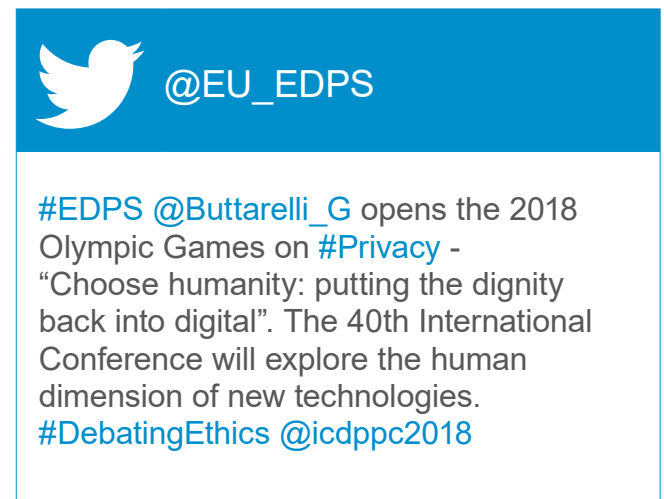 @EU_EDPS
#EDPS @Buttarelli_G opens the 2018
Olympic Games on #Privacy -
“Choose humanity: putting the dignity
back into digital”. The 40th International
Conference will explore the human
dimension of new technologies.
#DebatingEthics @icdppc2018